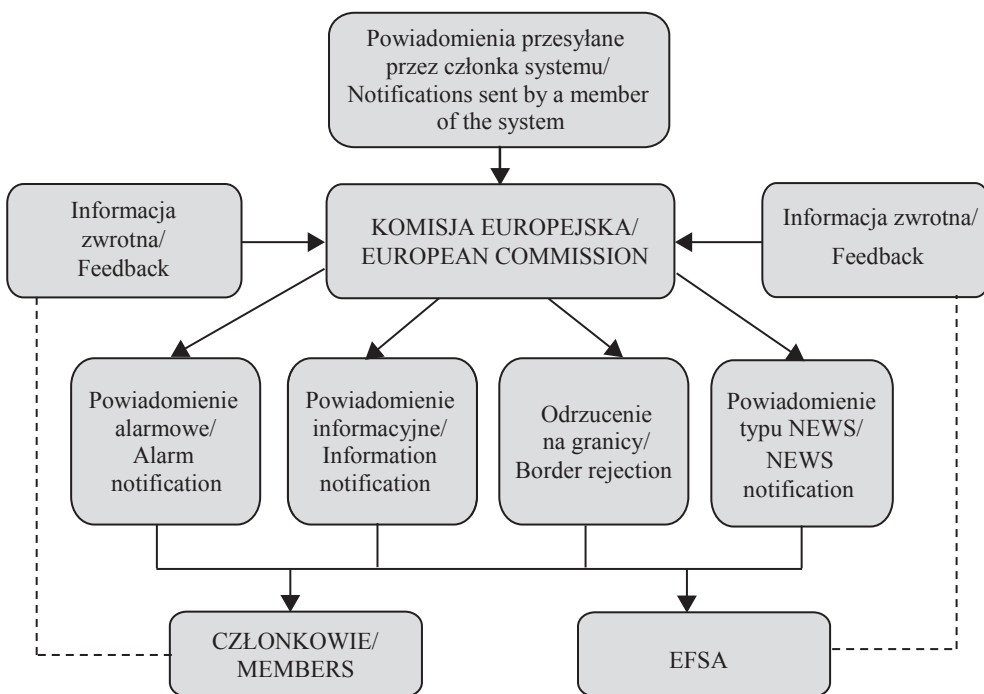 Powiadomienia przesyłane
przez członka systemu/
Notifications sent by a member
of the system
Informacja
zwrotna/
Feedback
KOMISJA EUROPEJSKA/
EUROPEAN COMMISSION
Informacja zwrotna/
Feedback
Powiadomienie
alarmowe/
Alarm
notification
Powiadomienie
informacyjne/
Information
notification
Odrzucenie
na granicy/
Border rejection
Powiadomienie
typu NEWS/
NEWS
notification
CZŁONKOWIE/
MEMBERS
EFSA